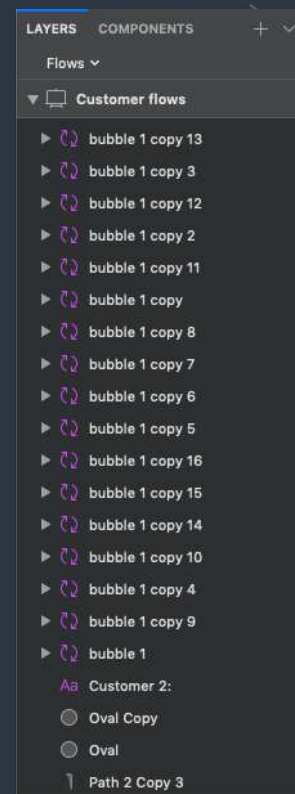 LAYERS COMPONENTS
Flows
Customer flows
bubble 1 copy 13
bubble 1 copy 3
bubble 1 copy 12
bubble 1 copy 2
bubble 1 copy 11
bubble 1 copy
bubble 1 copy 8
bubble 1 copy 7
bubble 1 copy 6
bubble 1 copy 5
bubble 1 copy 16
bubble 1 copy 15
bubble 1 copy 14
bubble 1 copy 10
bubble 1 copy 4
bubble 1 copy 9
bubble 1
Aa Customer 2:
Oval Copy
Oval
Path 2 Copy 3